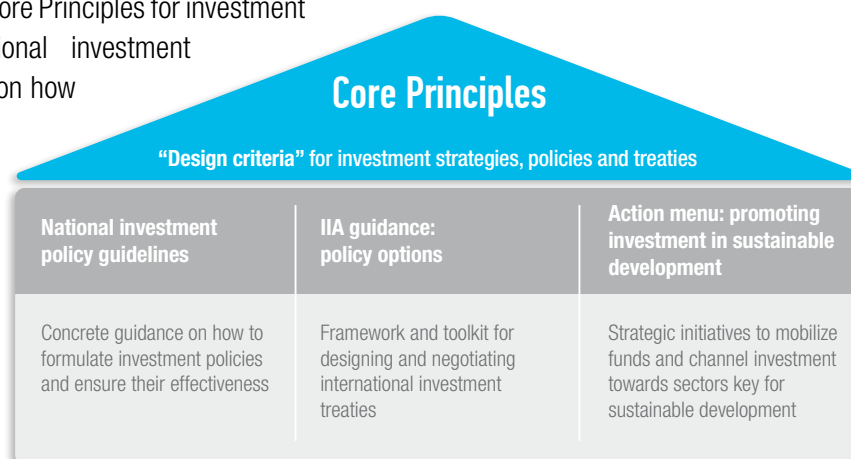 ore Principles for investment
ional investment
on how
Core Principles
“Design criteria” for investment strategies, policies and treaties
National investment
policy guidelines
IIA guidance:
policy options
Action menu: promoting
investment in sustainable
development
Concrete guidance on how to
formulate investment policies
and ensure their effectiveness
Framework and toolkit for
designing and negotiating
international investment
treaties
Strategic initiatives to mobilize
funds and channel investment
towards sectors key for
sustainable development